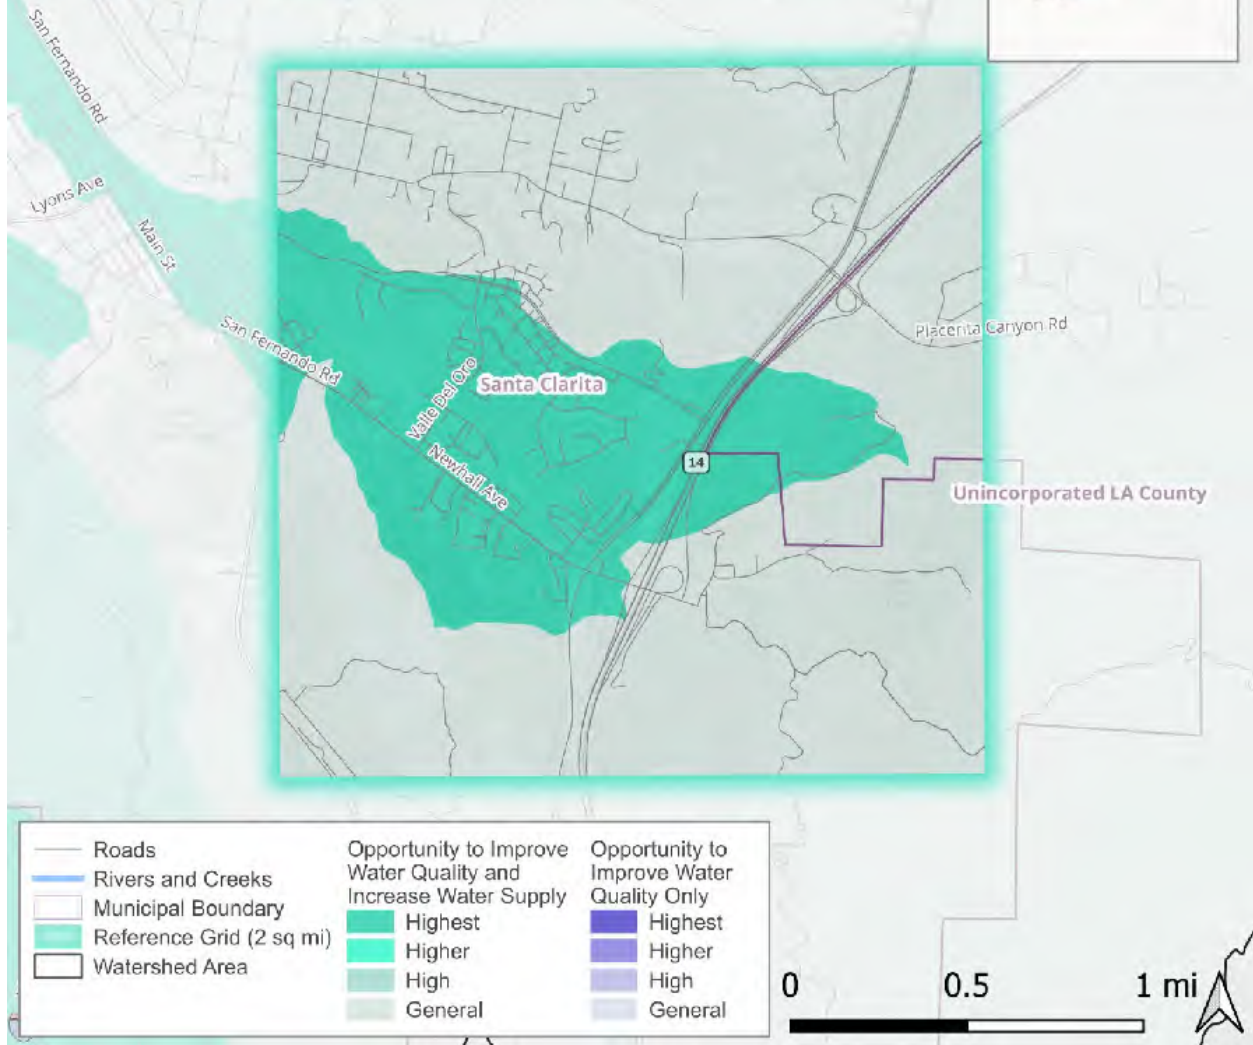 San Fernando Rd
Lyons Ave
Main St
San Fernando Rd
Valle Del Oro
Santa Clarita
Newhall Ave
14
Placerita Canyon Rd
Unincorporated LA County
Roads
Rivers and Creeks
Municipal Boundary
Reference Grid (2 sq mi)
Watershed Area
Opportunity to Improve
Water Quality and
Increase Water Supply
Highest
Higher
High
General
Opportunity to
Improve Water
Quality Only
Highest
Higher
High
General
0 0.5 1 mi